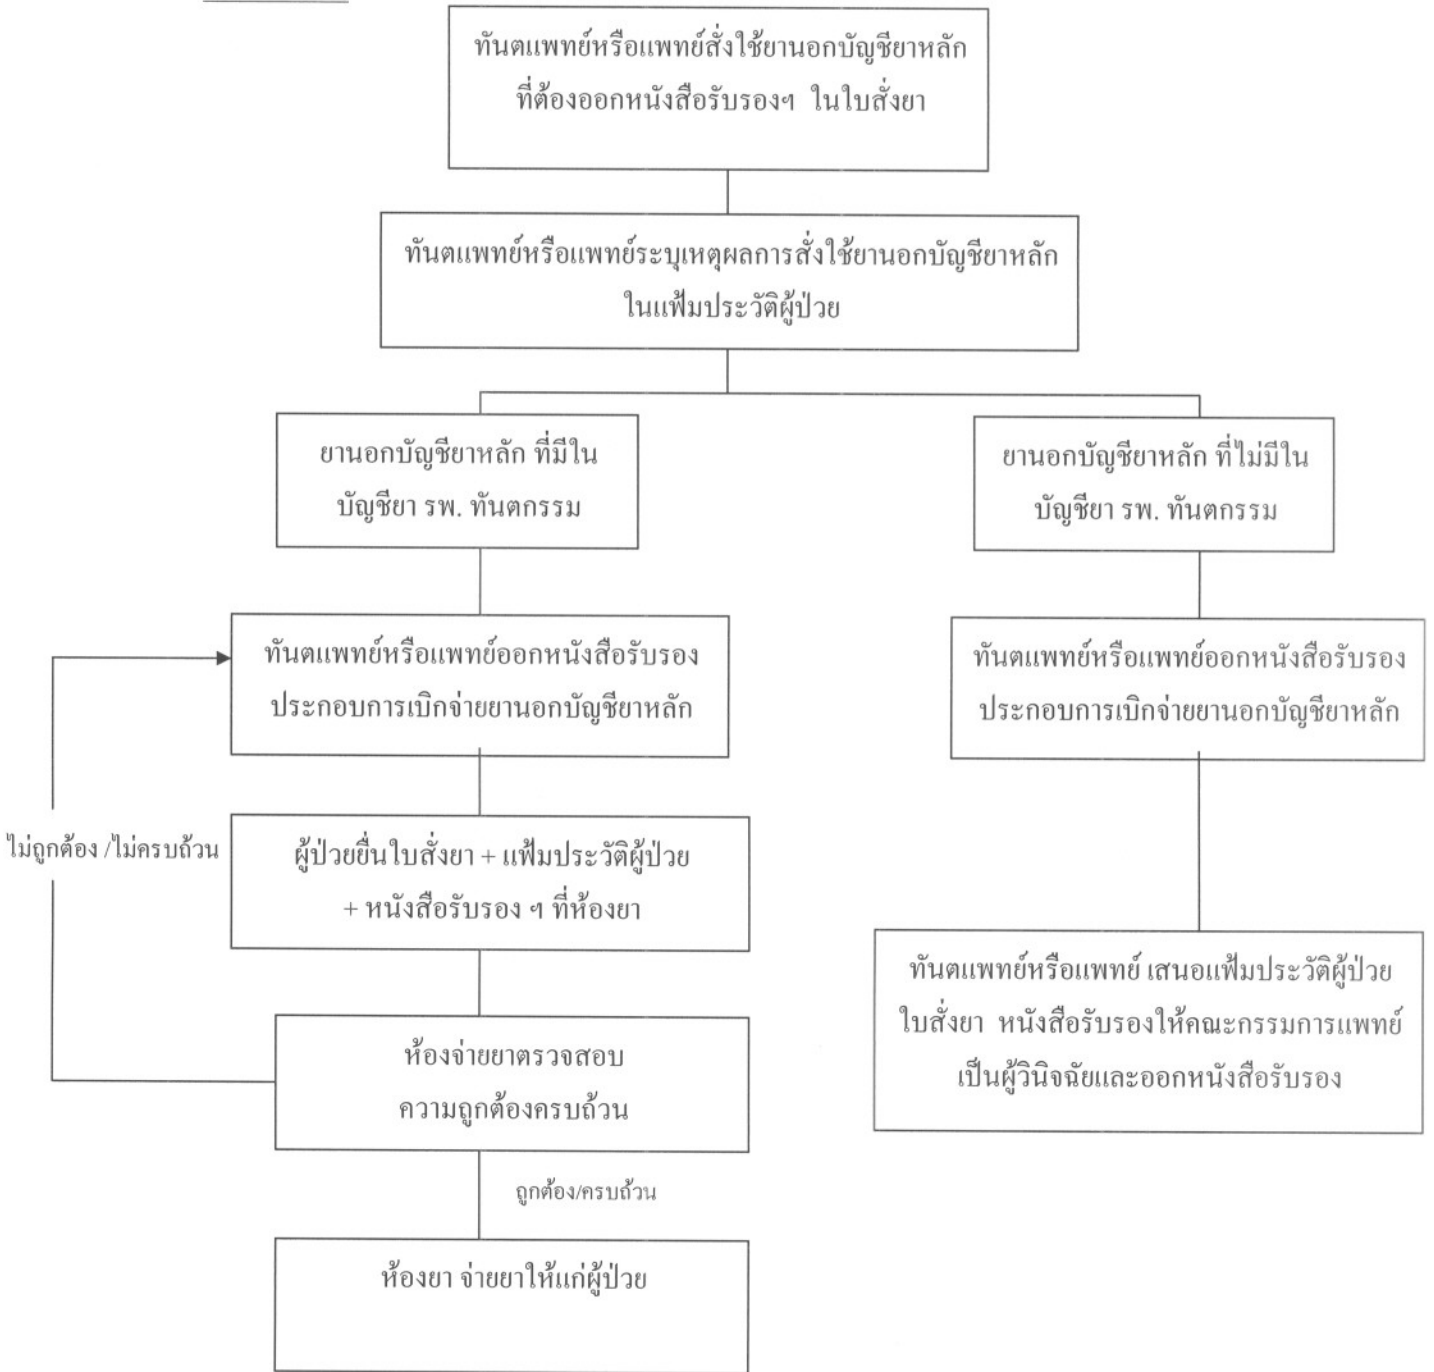 ทันตแพทย์หรือแพทย์สั่งใช้ยานอกบัญชียาหลัก
ที่ต้องออกหนังสือรับรองฯ ในใบสั่งยา
ทันตแพทย์หรือแพทย์ระบุเหตุผลการสั่งใช้ยานอกบัญชียาหลัก
ในแฟ้มประวัติผู้ป่วย
ยานอกบัญชียาหลัก ที่มีใน
บัญชียา รพ. ทันตกรรม
ยานอกบัญชียาหลัก ที่ไม่มีใน
บัญชียา รพ. ทันตกรรม
ทันตแพทย์หรือแพทย์ออกหนังสือรับรอง
ประกอบการเบิกจ่ายยานอกบัญชียาหลัก
ทันตแพทย์หรือแพทย์ออกหนังสือรับรอง
ประกอบการเบิกจ่ายยานอกบัญชียาหลัก
ไม่ถูกต้อง /ไม่ครบถ้วน
ผู้ป่วยยื่นใบสั่งยา + แฟ้มประวัติผู้ป่วย
+ หนังสือรับรอง ฯ ที่ห้องยา
ทันตแพทย์หรือแพทย์ เสนอแฟ้มประวัติผู้ป่วย
ใบสั่งยา หนังสือรับรองให้คณะกรรมการแพทย์
เป็นผู้วินิจฉัยและออกหนังสือรับรอง
ห้องจ่ายยาตรวจสอบ
ความถูกต้องครบถ้วน
ถูกต้อง/ครบถ้วน
ห้องยา จ่ายยาให้แก่ผู้ป่วย